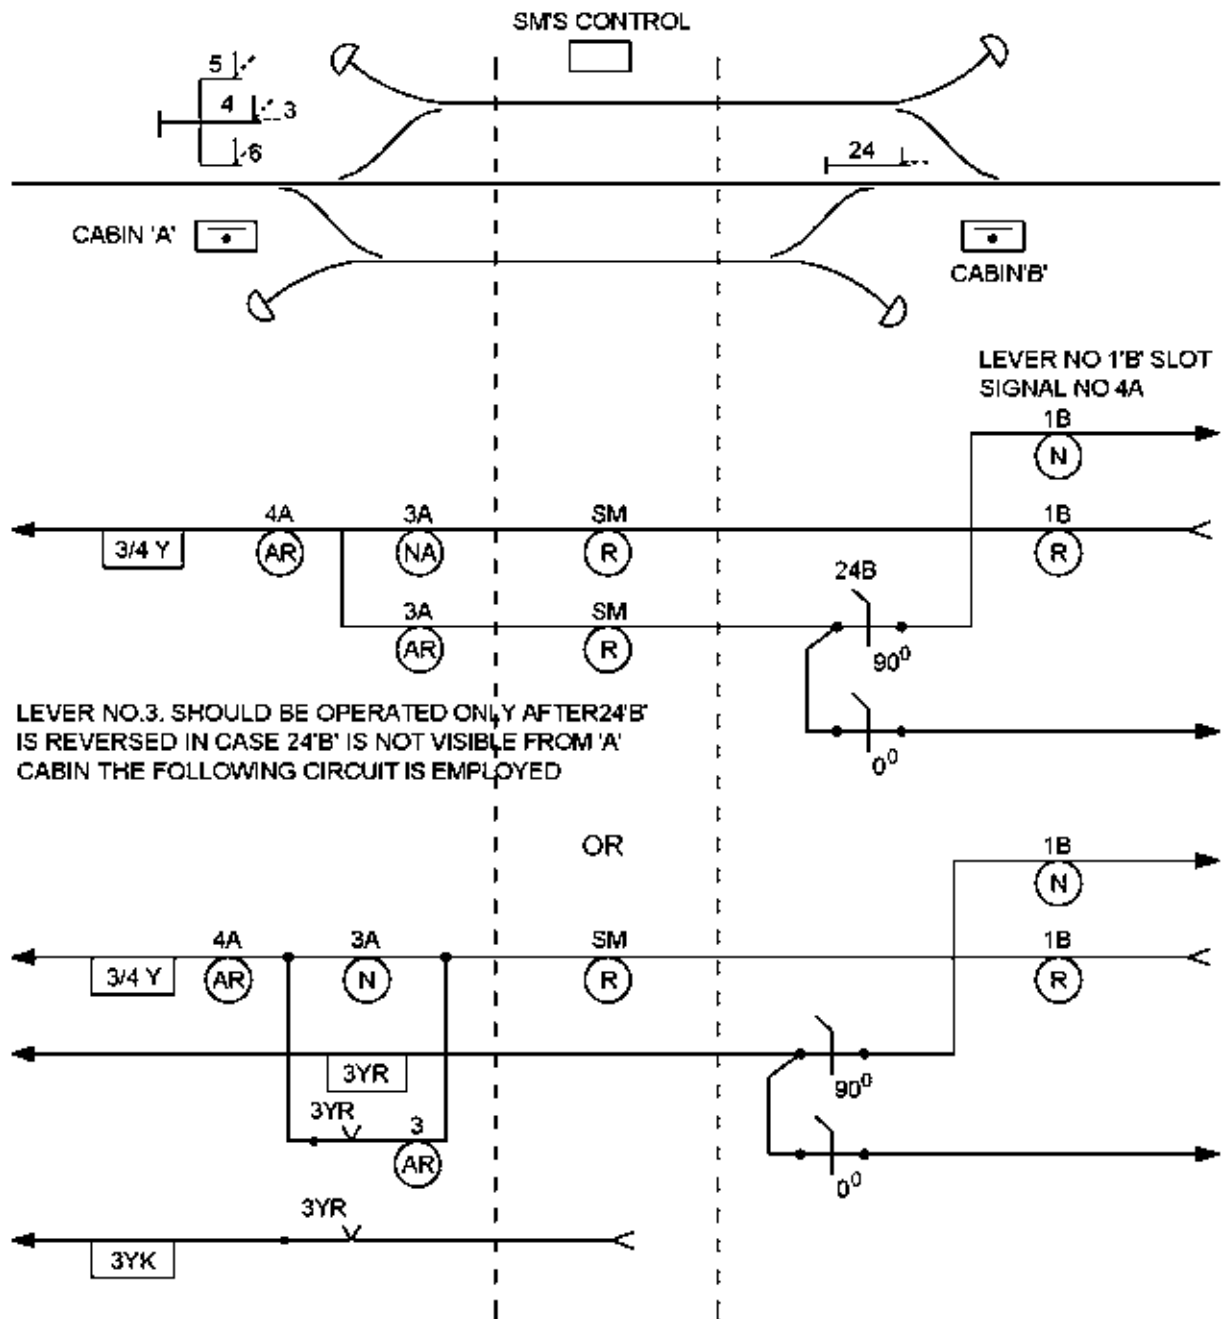 SM'S CONTROL
5
4
3
6
24
CABIN 'A'
CABIN'B'
LEVER NO 1'B' SLOT
SIGNAL NO 4A
1B
N
4A
3A
SM
1B
3/4 Y
AR
NA
R
R
24B
3A
SM
AR
R
90⁰
LEVER NO.3. SHOULD BE OPERATED ONLY AFTER24'B'
IS REVERSED IN CASE 24'B' IS NOT VISIBLE FROM 'A'
CABIN THE FOLLOWING CIRCUIT IS EMPLOYED
0⁰
OR
1B
N
4A
3A
SM
1B
3/4 Y
AR
N
R
R
3YR
90⁰
3YR
3
AR
0⁰
3YR
3YK